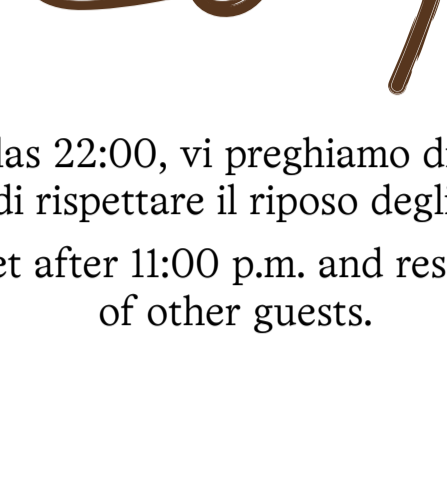 las 22:00, vi preghiamo di
di rispettare il riposo degli
et after 11:00 p.m. and res
of other guests.